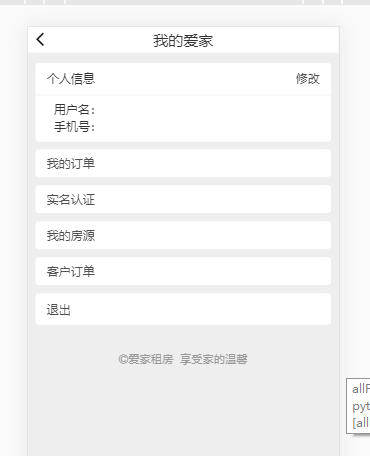 我的爱家
个人信息 修改
用户名:
手机号:
我的订单
实名认证
我的房源
客户订单
退出
©爱家租房 享受家的温馨
allF
pyt
[all